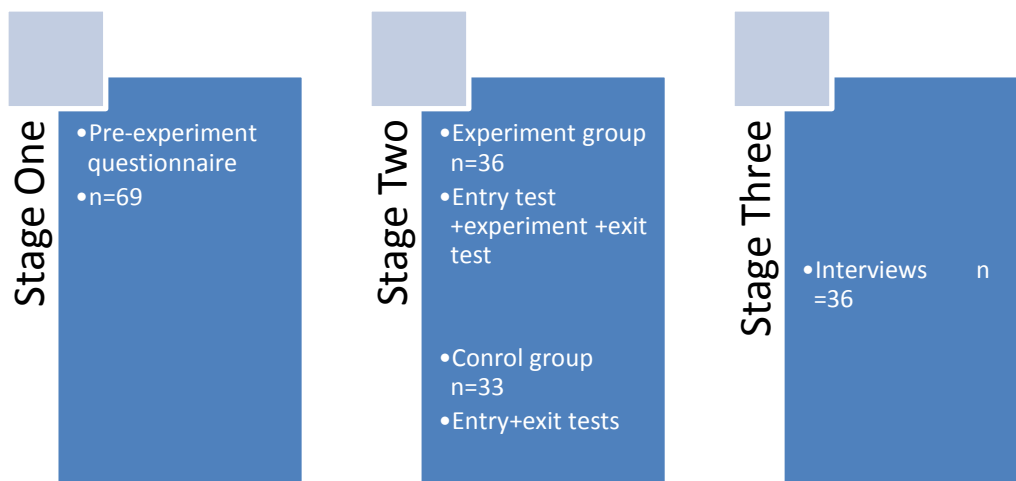 Stage One
•Pre-experiment
questionnaire
•n=69
Stage Two
•Experiment group
n=36
•Entry test
+experiment +exit
test
•Conrol group
n=33
•Entry+exit tests
Stage Three
•Interviews n
=36